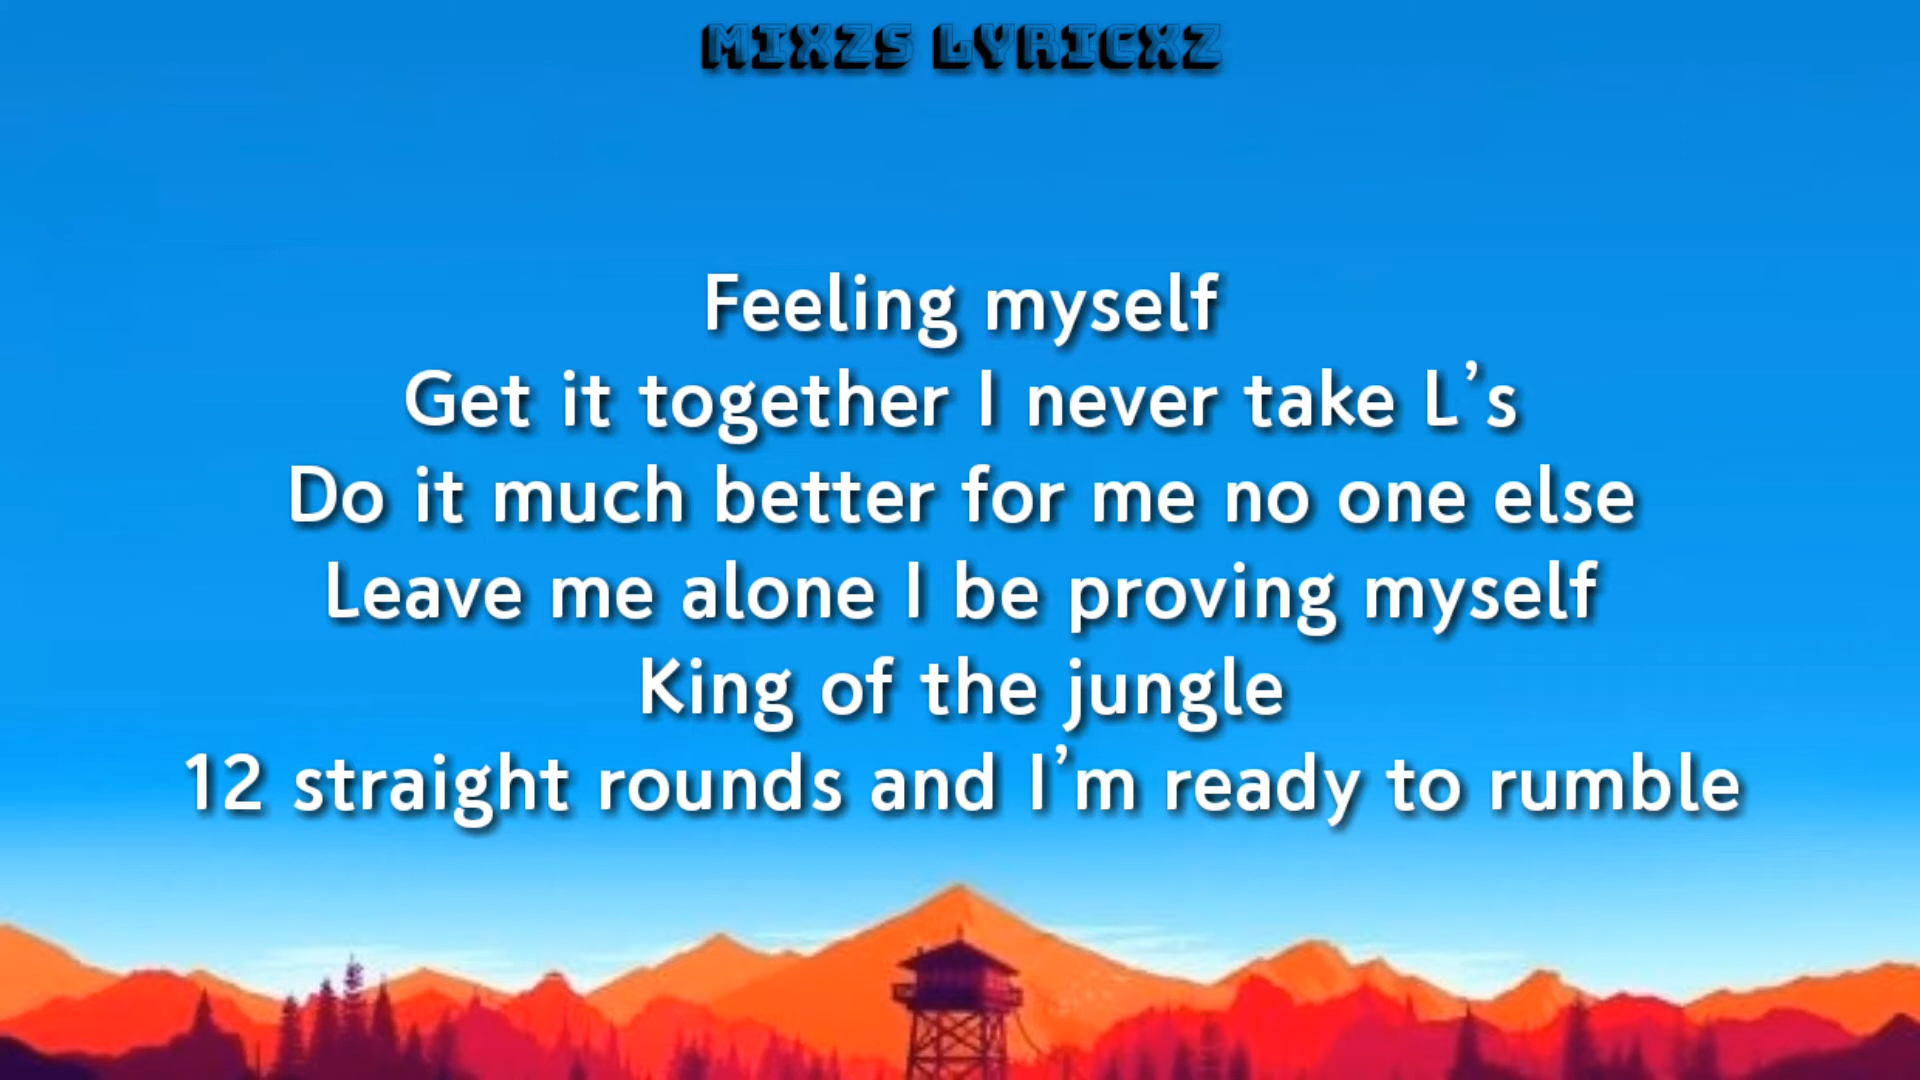 MIXZS LYRICXZ
Feeling myself
Get it together I never take L’s
Do it much better for me no one else
Leave me alone I be proving myself
King of the jungle
12 straight rounds and I’m ready to rumble